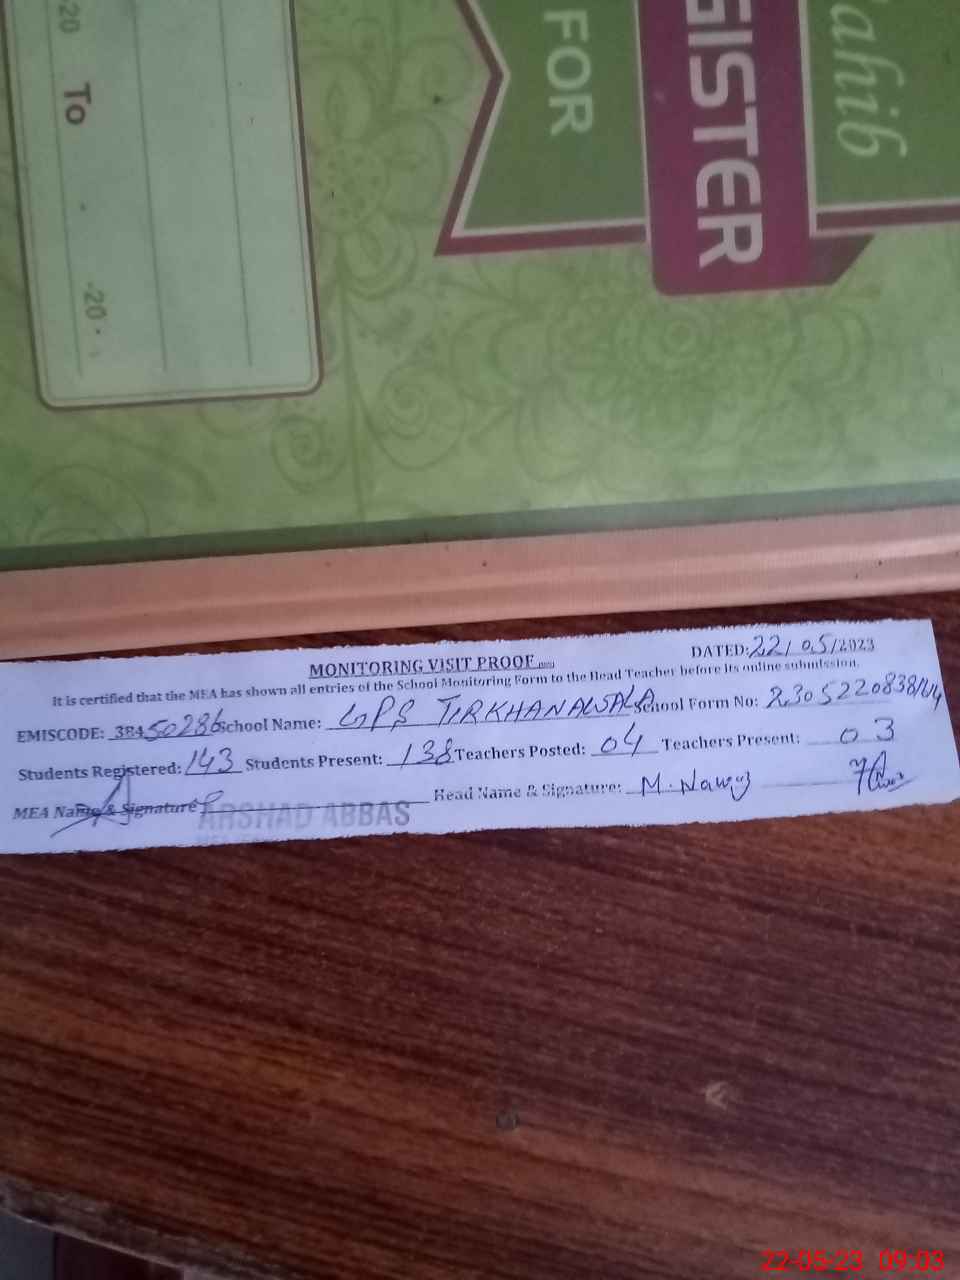 20 To -20
FOR
GISTER
ahib
DATED: 22/05/2023
MONITORING VISIT PROOF
It is certified that the MEA has shown all entries of the School Monitoring Form to the Head Teacher before its online submission.
EMISCODE: 38450286 School Name: GPS TIRKHANAWALA School Form No:
Students Registered: 143 Students Present: 138 Teachers Posted: 04 Teachers Present: 03
MEA Name & Signature ARSHAD ABBAS Head Name & Signature: M. Nawaz
22-05-23 09:03